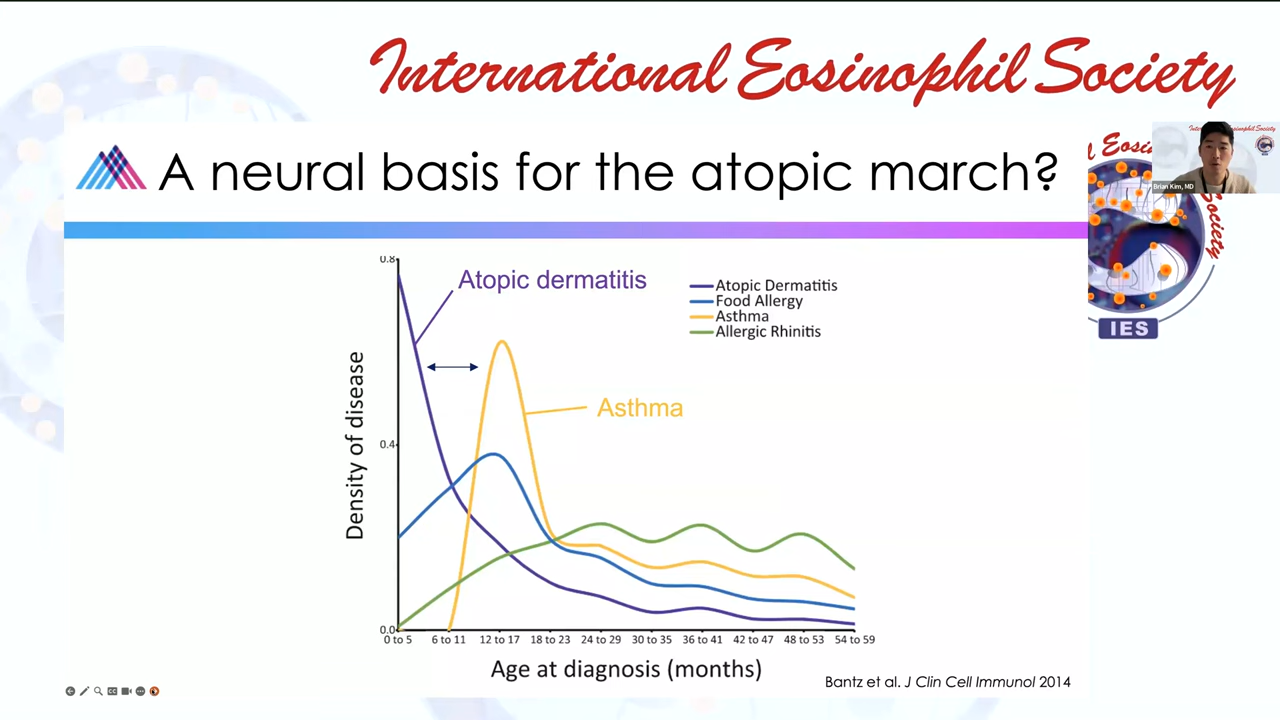 International Eosinophil Society
A neural basis for the atopic march?
Brian Kim, MD
IES
Atopic dermatitis
Asthma
Atopic Dermatitis
Food Allergy
Asthma
Allergic Rhinitis
Density of disease
0.8
0.4
0.0
0 to 5 6 to 11 12 to 17 18 to 23 24 to 29 30 to 35 36 to 41 42 to 47 48 to 53 54 to 59
Age at diagnosis (months)
Bantz et al. J Clin Cell Immunol 2014